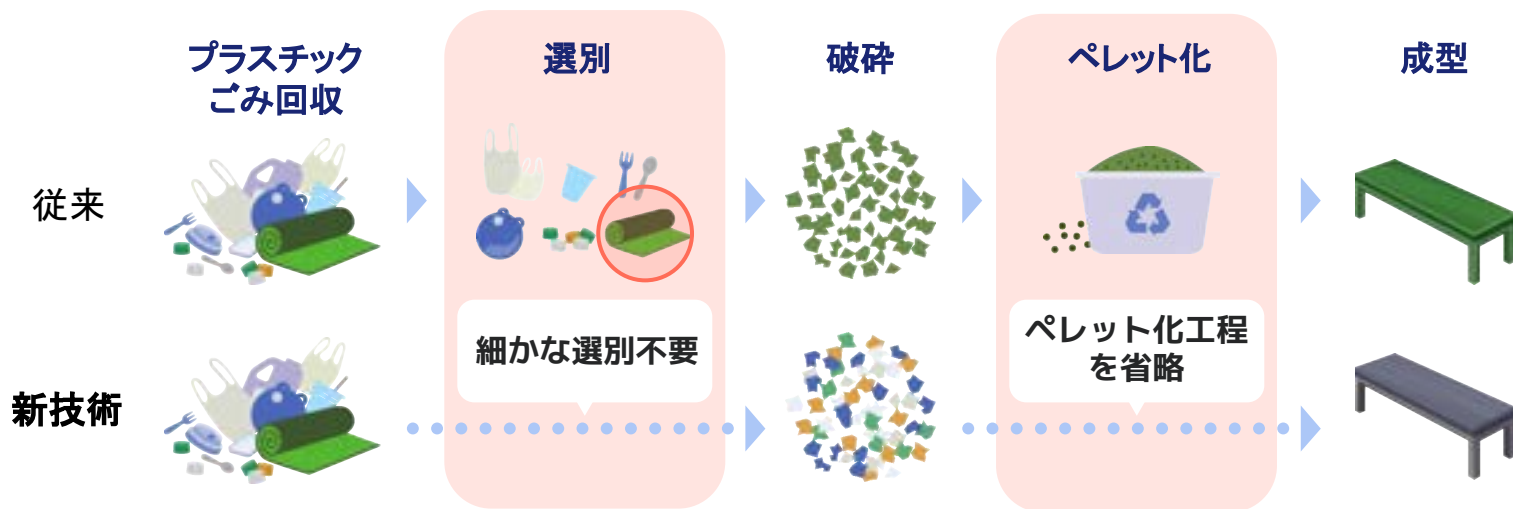 プラスチック
ごみ回収
選別
破砕
ペレット化
成型
従来
細かな選別不要
ペレット化工程
を省略
新技術